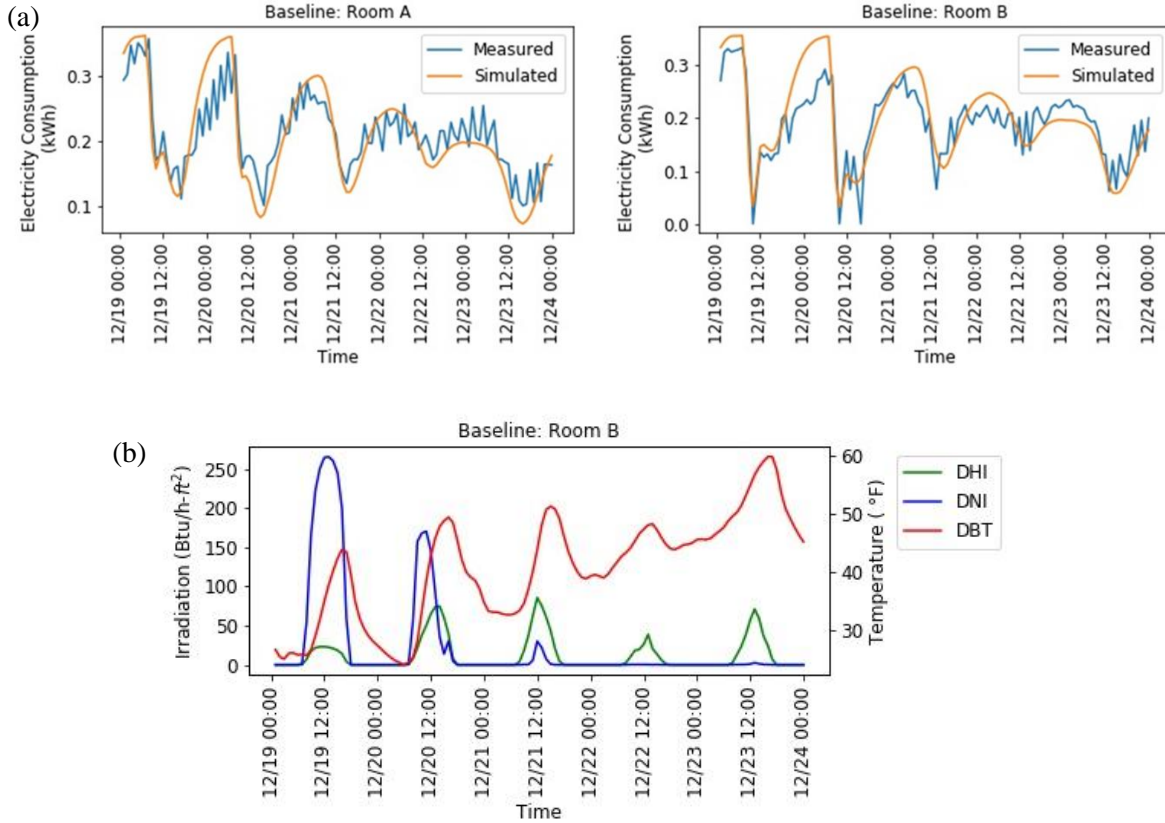 (a)
Baseline: Room A
Electricity Consumption
(kWh)
0.3
0.2
0.1
Measured
Simulated
12/19 00:00
12/19 12:00
12/20 00:00
12/20 12:00
12/21 00:00
12/21 12:00
12/22 00:00
12/22 12:00
12/23 00:00
12/23 12:00
12/24 00:00
Time
Baseline: Room B
Electricity Consumption
(kWh)
0.3
0.2
0.1
0.0
Measured
Simulated
12/19 00:00
12/19 12:00
12/20 00:00
12/20 12:00
12/21 00:00
12/21 12:00
12/22 00:00
12/22 12:00
12/23 00:00
12/23 12:00
12/24 00:00
Time
(b)
Baseline: Room B
Irradiation (Btu/h-ft²)
250
200
150
100
50
0
60
50
40
30
Temperature ( °F)
DHI
DNI
DBT
12/19 00:00
12/19 12:00
12/20 00:00
12/20 12:00
12/21 00:00
12/21 12:00
12/22 00:00
12/22 12:00
12/23 00:00
12/23 12:00
12/24 00:00
Time